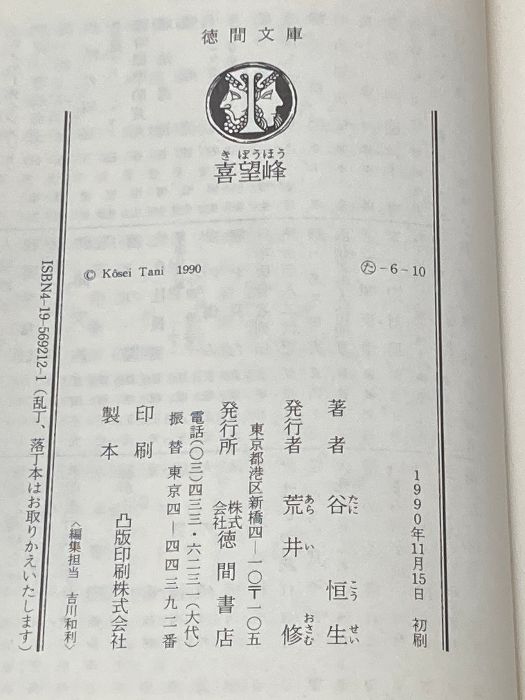 徳間文庫
きぼうほう
喜望峰
© Kôsei Tani 1990
㋟-6-10
1990年11月15日 初刷
著者 谷恒生
たに こう せい
発行者 荒井修
あら い おさむ
東京都港区新橋四―一〇〒一〇五
発行所 株式会社徳間書店
電話(〇三)四三三・六二三一(大代)
振替 東京四―四四三九二番
印刷
製本
凸版印刷株式会社
〈編集担当 吉川和利〉
ISBN4-19-569212-1 (乱丁、落丁本はお取りかえいたします)